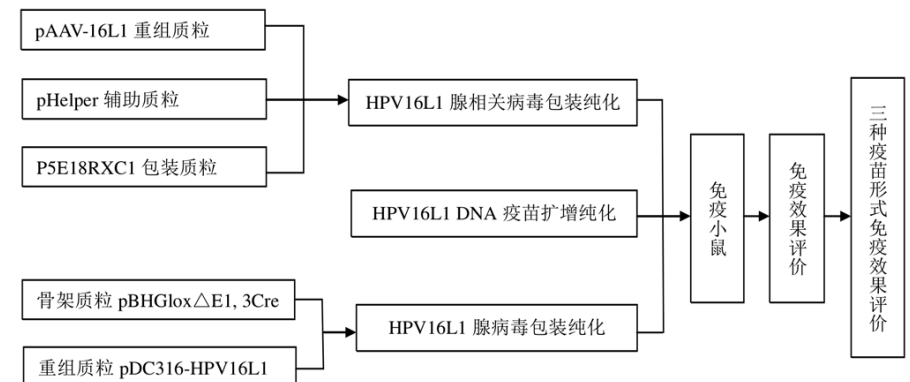 pAAV-16L1 重组质粒
pHelper 辅助质粒
P5E18RXC1 包装质粒
HPV16L1 腺相关病毒包装纯化
HPV16L1 DNA 疫苗扩增纯化
骨架质粒 pBHGlox△E1, 3Cre
重组质粒 pDC316-HPV16L1
HPV16L1 腺病毒包装纯化
免疫小鼠
免疫效果评价
三种疫苗形式免疫效果评价